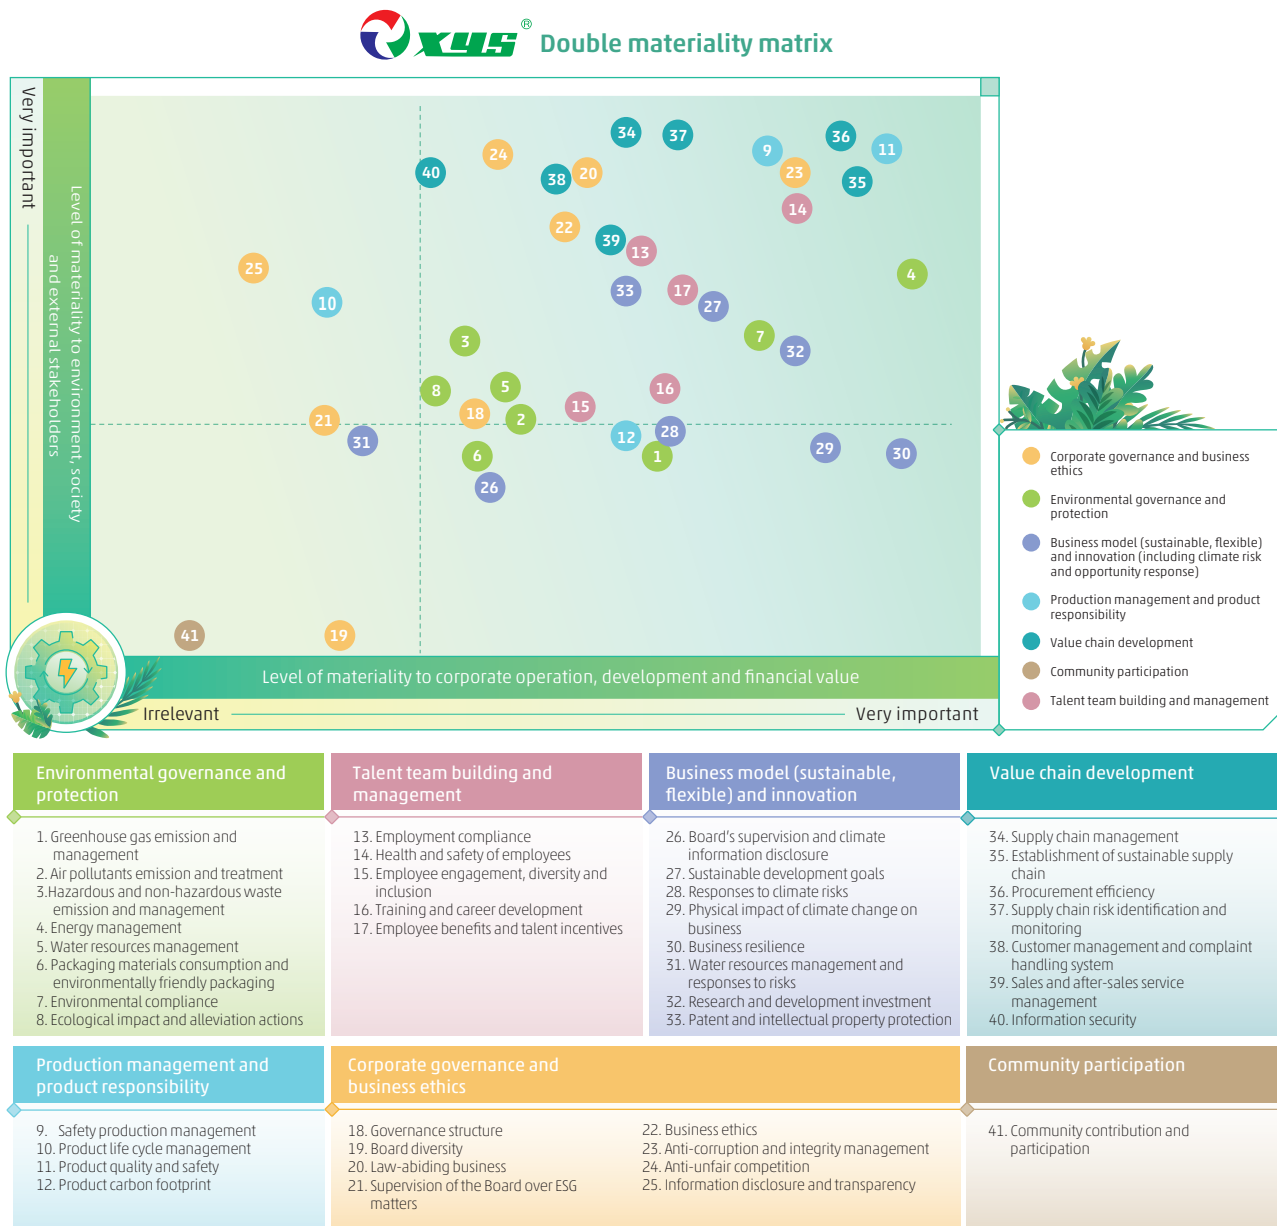 xys® Double materiality matrix
Very important
Level of materiality to environment, society
and external stakeholders
34
37
36
9
11
24
40
38
20
23
35
14
22
39
13
25
4
33
17
10
27
7
3
32
5
16
8
15
18
2
21
28
12
31
29
30
6
1
26
41
19
Level of materiality to corporate operation, development and financial value
Irrelevant
Very important
Corporate governance and business
ethics
Environmental governance and
protection
Business model (sustainable, flexible)
and innovation (including climate risk
and opportunity response)
Production management and product
responsibility
Value chain development
Community participation
Talent team building and management
Environmental governance and
protection
1. Greenhouse gas emission and
management
2. Air pollutants emission and treatment
3.Hazardous and non-hazardous waste
emission and management
4. Energy management
5. Water resources management
6. Packaging materials consumption and
environmentally friendly packaging
7. Environmental compliance
8. Ecological impact and alleviation actions
Talent team building and
management
13. Employment compliance
14. Health and safety of employees
15. Employee engagement, diversity and
inclusion
16. Training and career development
17. Employee benefits and talent incentives
Business model (sustainable,
flexible) and innovation
26. Board's supervision and climate
information disclosure
27. Sustainable development goals
28. Responses to climate risks
29. Physical impact of climate change on
business
30. Business resilience
31. Water resources management and
responses to risks
32. Research and development investment
33. Patent and intellectual property protection
Value chain development
34. Supply chain management
35. Establishment of sustainable supply
chain
36. Procurement efficiency
37. Supply chain risk identification and
monitoring
38. Customer management and complaint
handling system
39. Sales and after-sales service
management
40. Information security
Production management and
product responsibility
9. Safety production management
10. Product life cycle management
11. Product quality and safety
12. Product carbon footprint
Corporate governance and
business ethics
18. Governance structure
19. Board diversity
20. Law-abiding business
21. Supervision of the Board over ESG
matters
22. Business ethics
23. Anti-corruption and integrity management
24. Anti-unfair competition
25. Information disclosure and transparency
Community participation
41. Community contribution and
participation